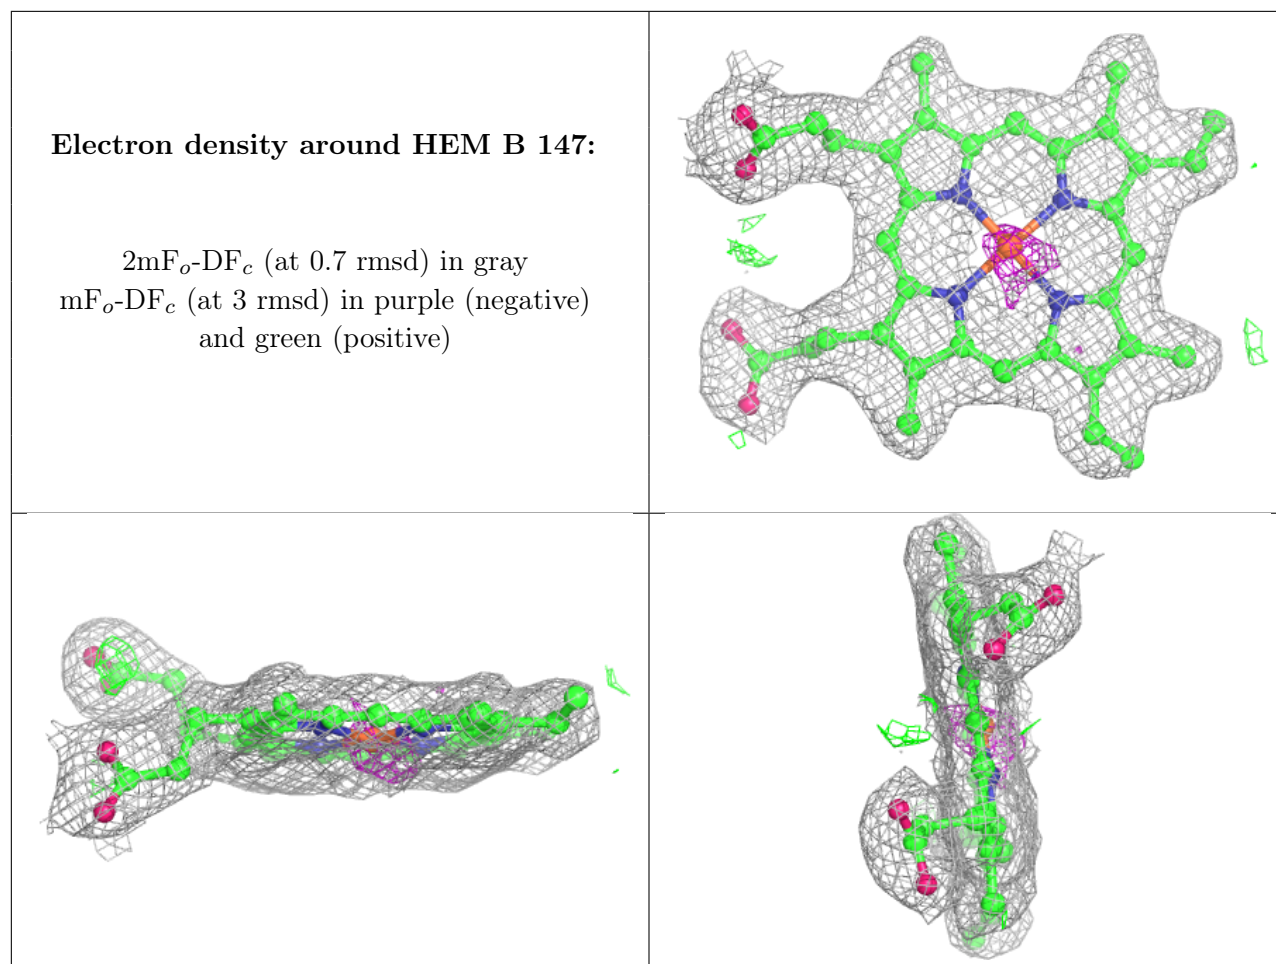 Electron density around HEM B 147:
2mFo-DFc (at 0.7 rmsd) in gray
mFo-DFc (at 3 rmsd) in purple (negative)
and green (positive)